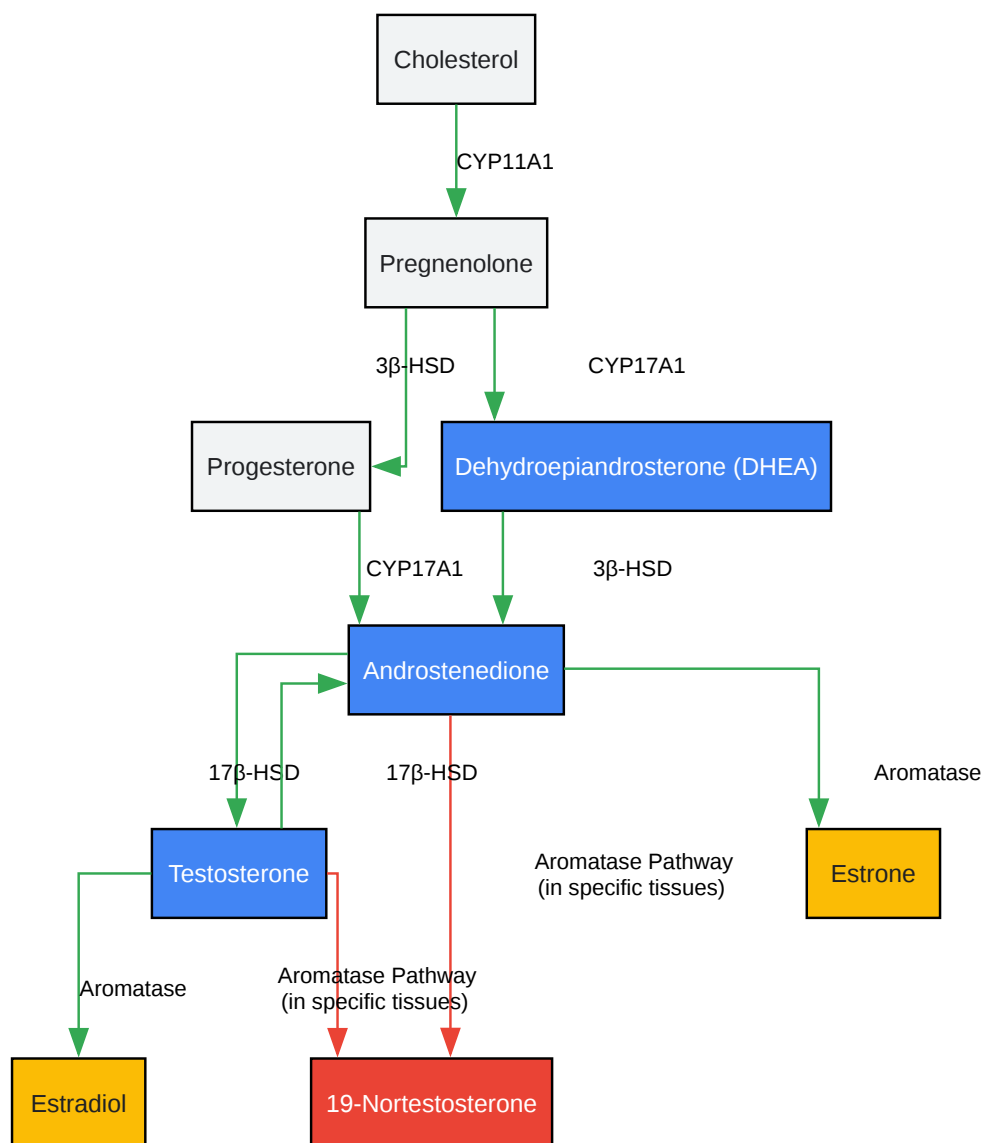 Cholesterol
CYP11A1
Pregnenolone
3β-HSD
CYP17A1
Progesterone
Dehydroepiandrosterone (DHEA)
CYP17A1
3β-HSD
Androstenedione
17β-HSD
17β-HSD
Aromatase
Testosterone
Aromatase Pathway
(in specific tissues)
Estrone
Aromatase
Aromatase Pathway
(in specific tissues)
Estradiol
19-Nortestosterone